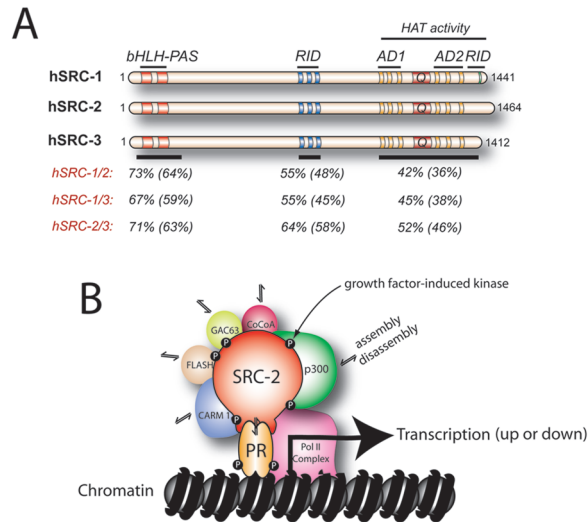 A
HAT activity
bHLH-PAS RID AD1 AD2 RID
hSRC-1 1 1441
hSRC-2 1 Q 1464
hSRC-3 1 Q 1412
hSRC-1/2: 73% (64%) 55% (48%) 42% (36%)
hSRC-1/3: 67% (59%) 55% (45%) 45% (38%)
hSRC-2/3: 71% (63%) 64% (58%) 52% (46%)
B
growth factor-induced kinase
CoCoA
GAC63
assembly
disassembly
P P
FLASH P p300
SRC-2
P P
CARM 1
PR Pol II
Complex
P P
Transcription (up or down)
Chromatin